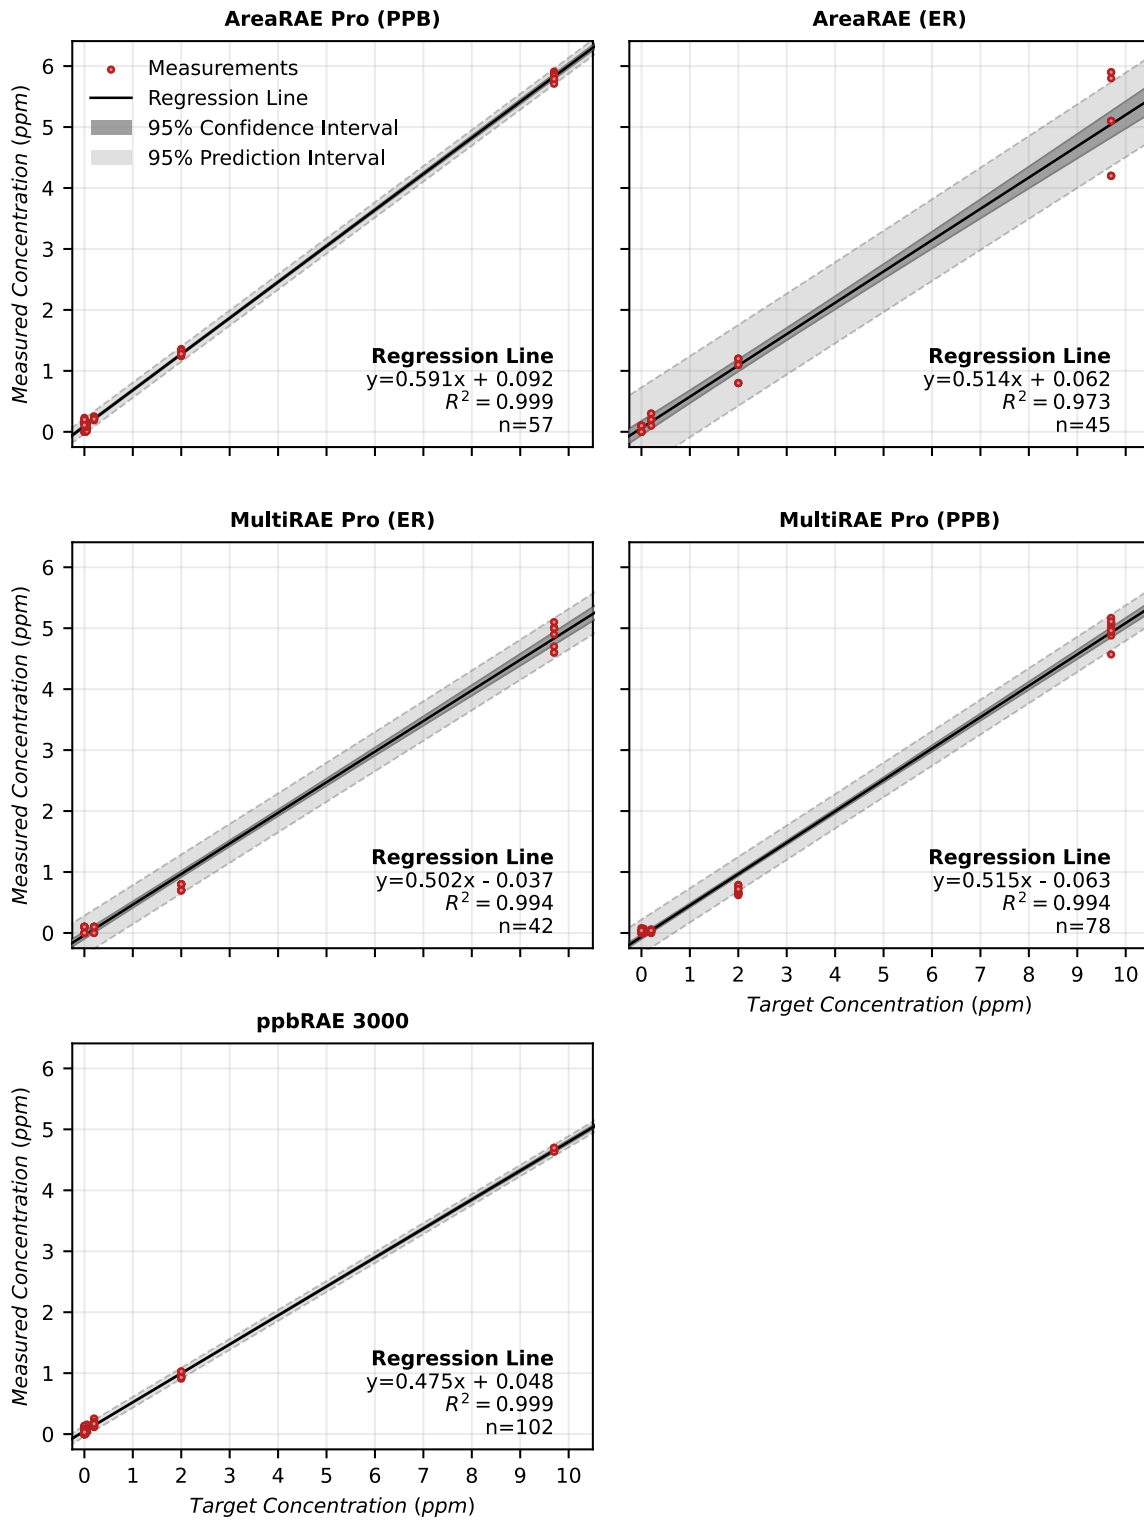 AreaRAE Pro (PPB)
AreaRAE (ER)
Measured Concentration (ppm)
6
5
4
3
2
1
0
Measurements
Regression Line
95% Confidence Interval
95% Prediction Interval
Regression Line
y=0.591x + 0.092
R² = 0.999
n=57
Regression Line
y=0.514x + 0.062
R² = 0.973
n=45
MultiRAE Pro (ER)
MultiRAE Pro (PPB)
Measured Concentration (ppm)
6
5
4
3
2
1
0
Regression Line
y=0.502x - 0.037
R² = 0.994
n=42
Regression Line
y=0.515x - 0.063
R² = 0.994
n=78
0 1 2 3 4 5 6 7 8 9 10
Target Concentration (ppm)
ppbRAE 3000
Measured Concentration (ppm)
6
5
4
3
2
1
0
Regression Line
y=0.475x + 0.048
R² = 0.999
n=102
0 1 2 3 4 5 6 7 8 9 10
Target Concentration (ppm)